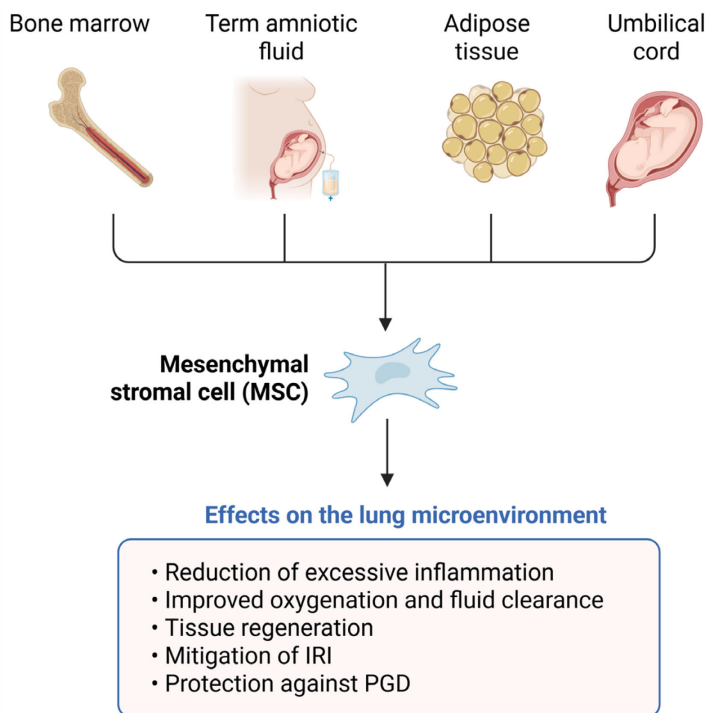 Bone marrow
Term amniotic
fluid
Adipose
tissue
Umbilical
cord
Mesenchymal
stromal cell (MSC)
Effects on the lung microenvironment
• Reduction of excessive inflammation
• Improved oxygenation and fluid clearance
• Tissue regeneration
• Mitigation of IRI
• Protection against PGD